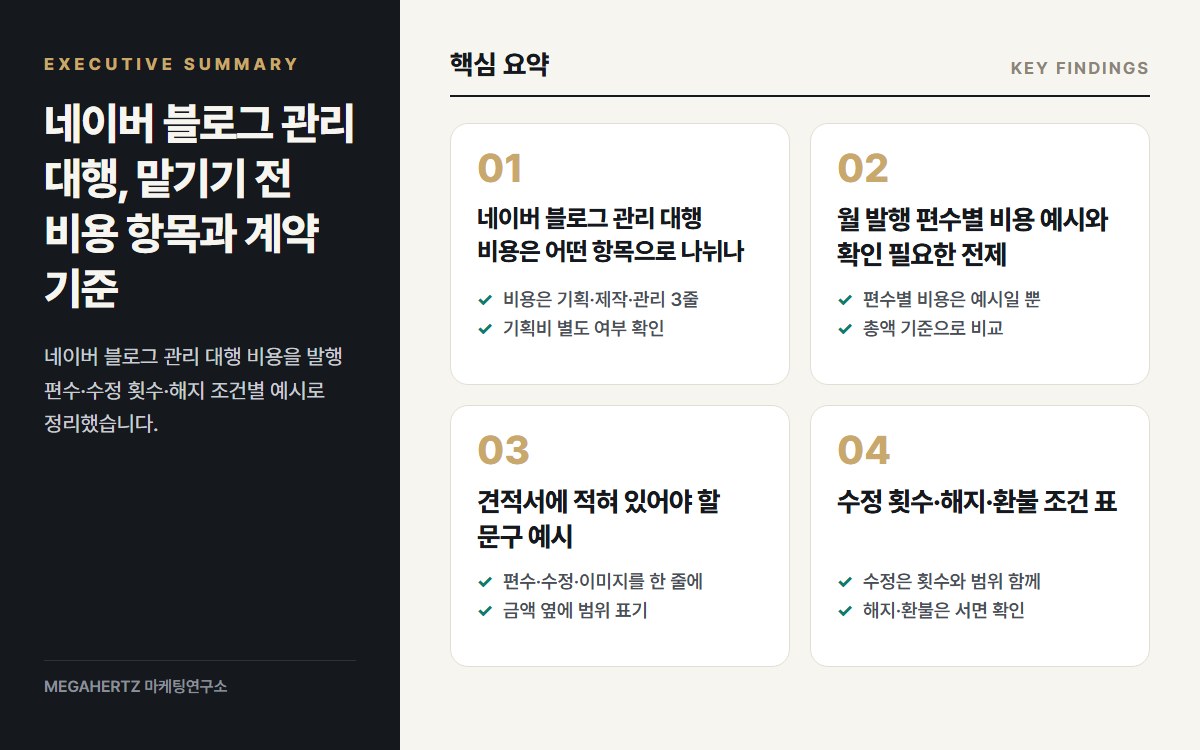 EXECUTIVE SUMMARY
네이버 블로그 관리
대행, 맡기기 전
비용 항목과 계약
기준
네이버 블로그 관리 대행 비용을 발행
편수·수정 횟수·해지 조건별 예시로
정리했습니다.
MEGAHERTZ 마케팅연구소
핵심 요약
KEY FINDINGS
01
네이버 블로그 관리 대행
비용은 어떤 항목으로 나뉘나
비용은 기획·제작·관리 3줄
기획비 별도 여부 확인
02
월 발행 편수별 비용 예시와
확인 필요한 전제
편수별 비용은 예시일 뿐
총액 기준으로 비교
03
견적서에 적혀 있어야 할
문구 예시
편수·수정·이미지를 한 줄에
금액 옆에 범위 표기
04
수정 횟수·해지·환불 조건 표
수정은 횟수와 범위 함께
해지·환불은 서면 확인